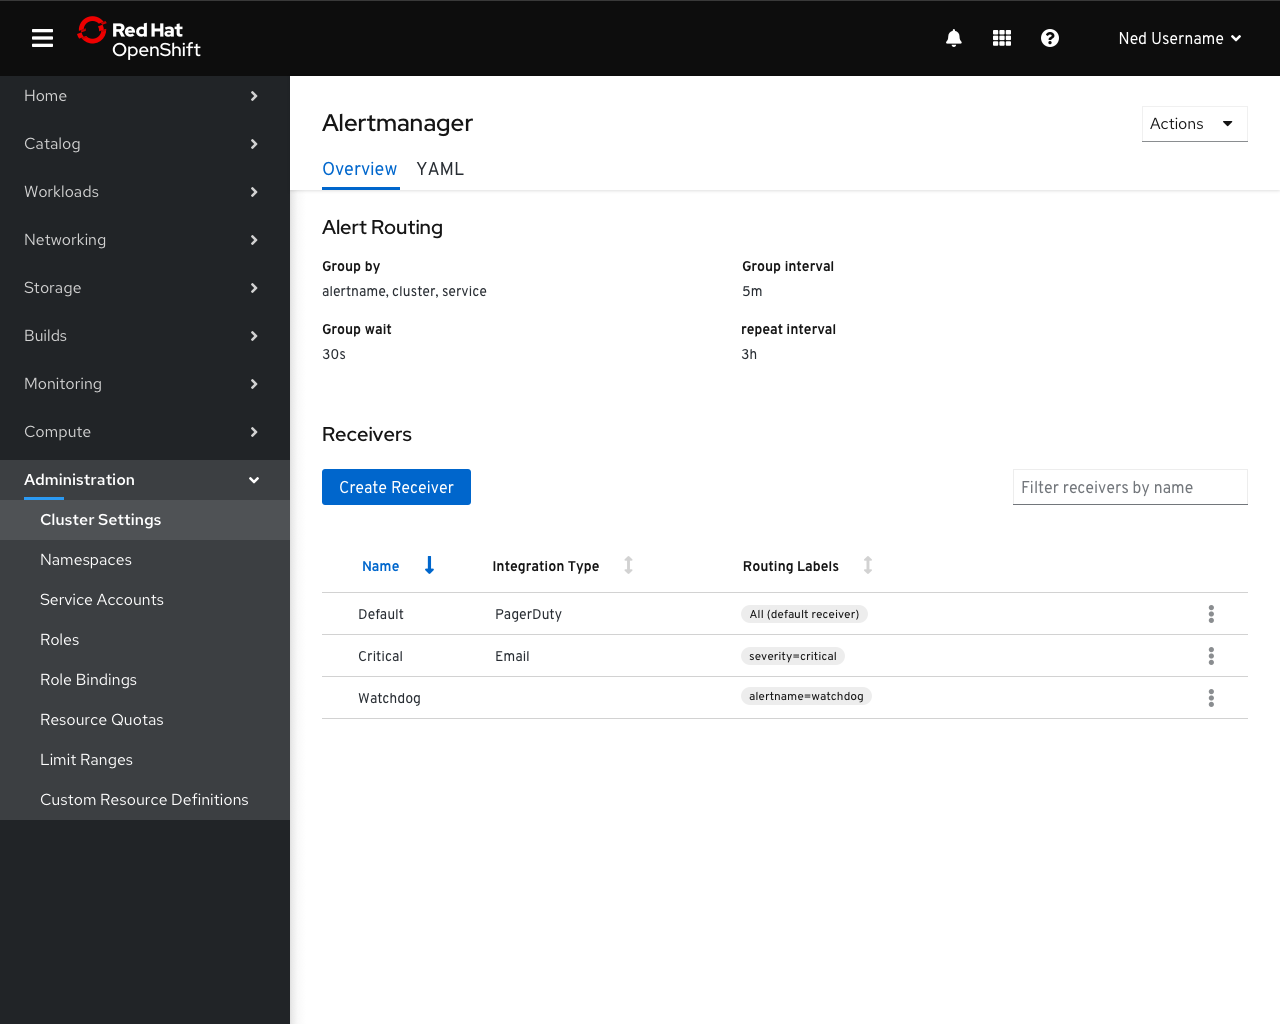 Red Hat
OpenShift
Ned Username
Home
Catalog
Workloads
Networking
Storage
Builds
Monitoring
Compute
Administration
Cluster Settings
Namespaces
Service Accounts
Roles
Role Bindings
Resource Quotas
Limit Ranges
Custom Resource Definitions
Alertmanager
Actions
Overview YAML
Alert Routing
Group by Group interval
alertname, cluster, service 5m
Group wait repeat interval
30s 3h
Receivers
Create Receiver Filter receivers by name
Name Integration Type Routing Labels
Default PagerDuty All (default receiver)
Critical Email severity=critical
Watchdog alertname=watchdog